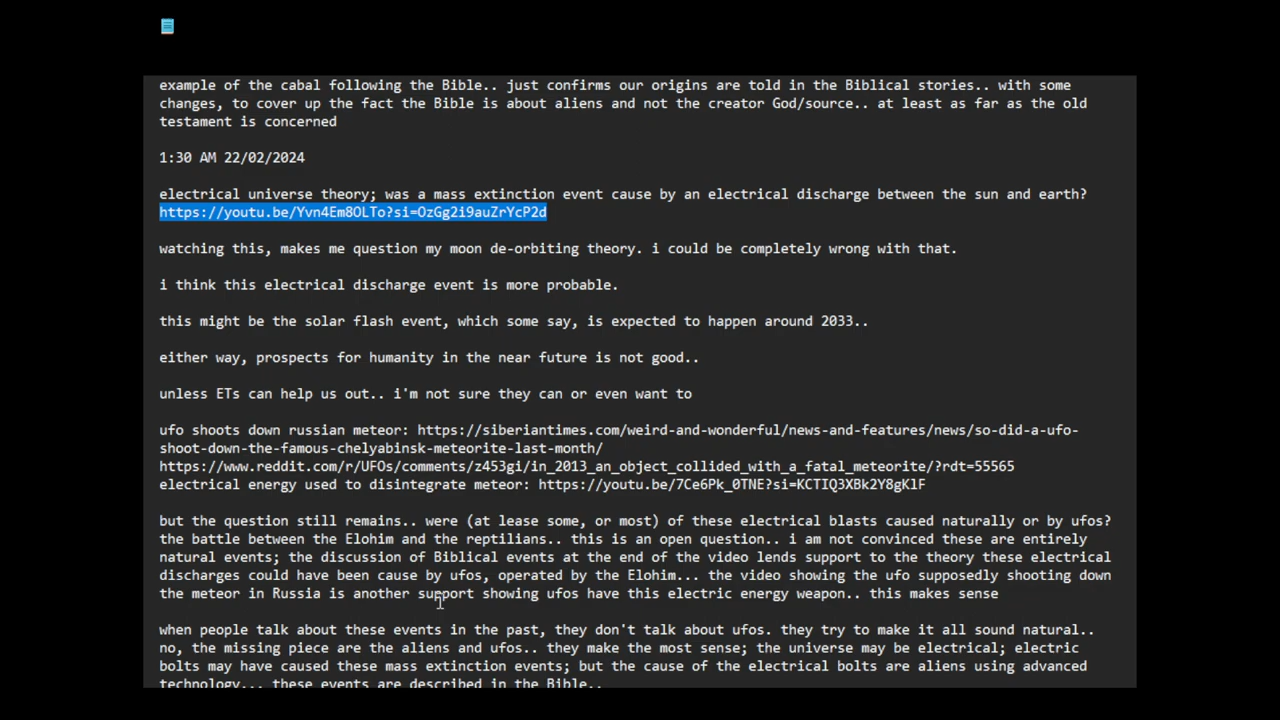 example of the cabal following the Bible.. just confirms our origins are told in the Biblical stories.. with some
changes, to cover up the fact the Bible is about aliens and not the creator God/source.. at least as far as the old
testament is concerned
1:30 AM 22/02/2024
electrical universe theory; was a mass extinction event cause by an electrical discharge between the sun and earth?
https://youtu.be/Yvn4Em8OLTo?si=OzGg2i9auZrYcP2d
watching this, makes me question my moon de-orbiting theory. i could be completely wrong with that.
i think this electrical discharge event is more probable.
this might be the solar flash event, which some say, is expected to happen around 2033..
either way, prospects for humanity in the near future is not good..
unless ETs can help us out.. i'm not sure they can or even want to
ufo shoots down russian meteor: https://siberiantimes.com/weird-and-wonderful/news-and-features/news/so-did-a-ufo-
shoot-down-the-famous-chelyabinsk-meteorite-last-month/
https://www.reddit.com/r/UFOs/comments/z453gi/in_2013_an_object_collided_with_a_fatal_meteorite/?rdt=55565
electrical energy used to disintegrate meteor: https://youtu.be/7Ce6Pk_0TNE?si=KCTIQ3XBk2Y8gKlF
but the question still remains.. were (at lease some, or most) of these electrical blasts caused naturally or by ufos?
the battle between the Elohim and the reptilians.. this is an open question.. i am not convinced these are entirely
natural events; the discussion of Biblical events at the end of the video lends support to the theory these electrical
discharges could have been cause by ufos, operated by the Elohim... the video showing the ufo supposedly shooting down
the meteor in Russia is another support showing ufos have this electric energy weapon.. this makes sense
when people talk about these events in the past, they don't talk about ufos. they try to make it all sound natural..
no, the missing piece are the aliens and ufos.. they make the most sense; the universe may be electrical; electric
bolts may have caused these mass extinction events; but the cause of the electrical bolts are aliens using advanced
technology... these events are described in the Bible..